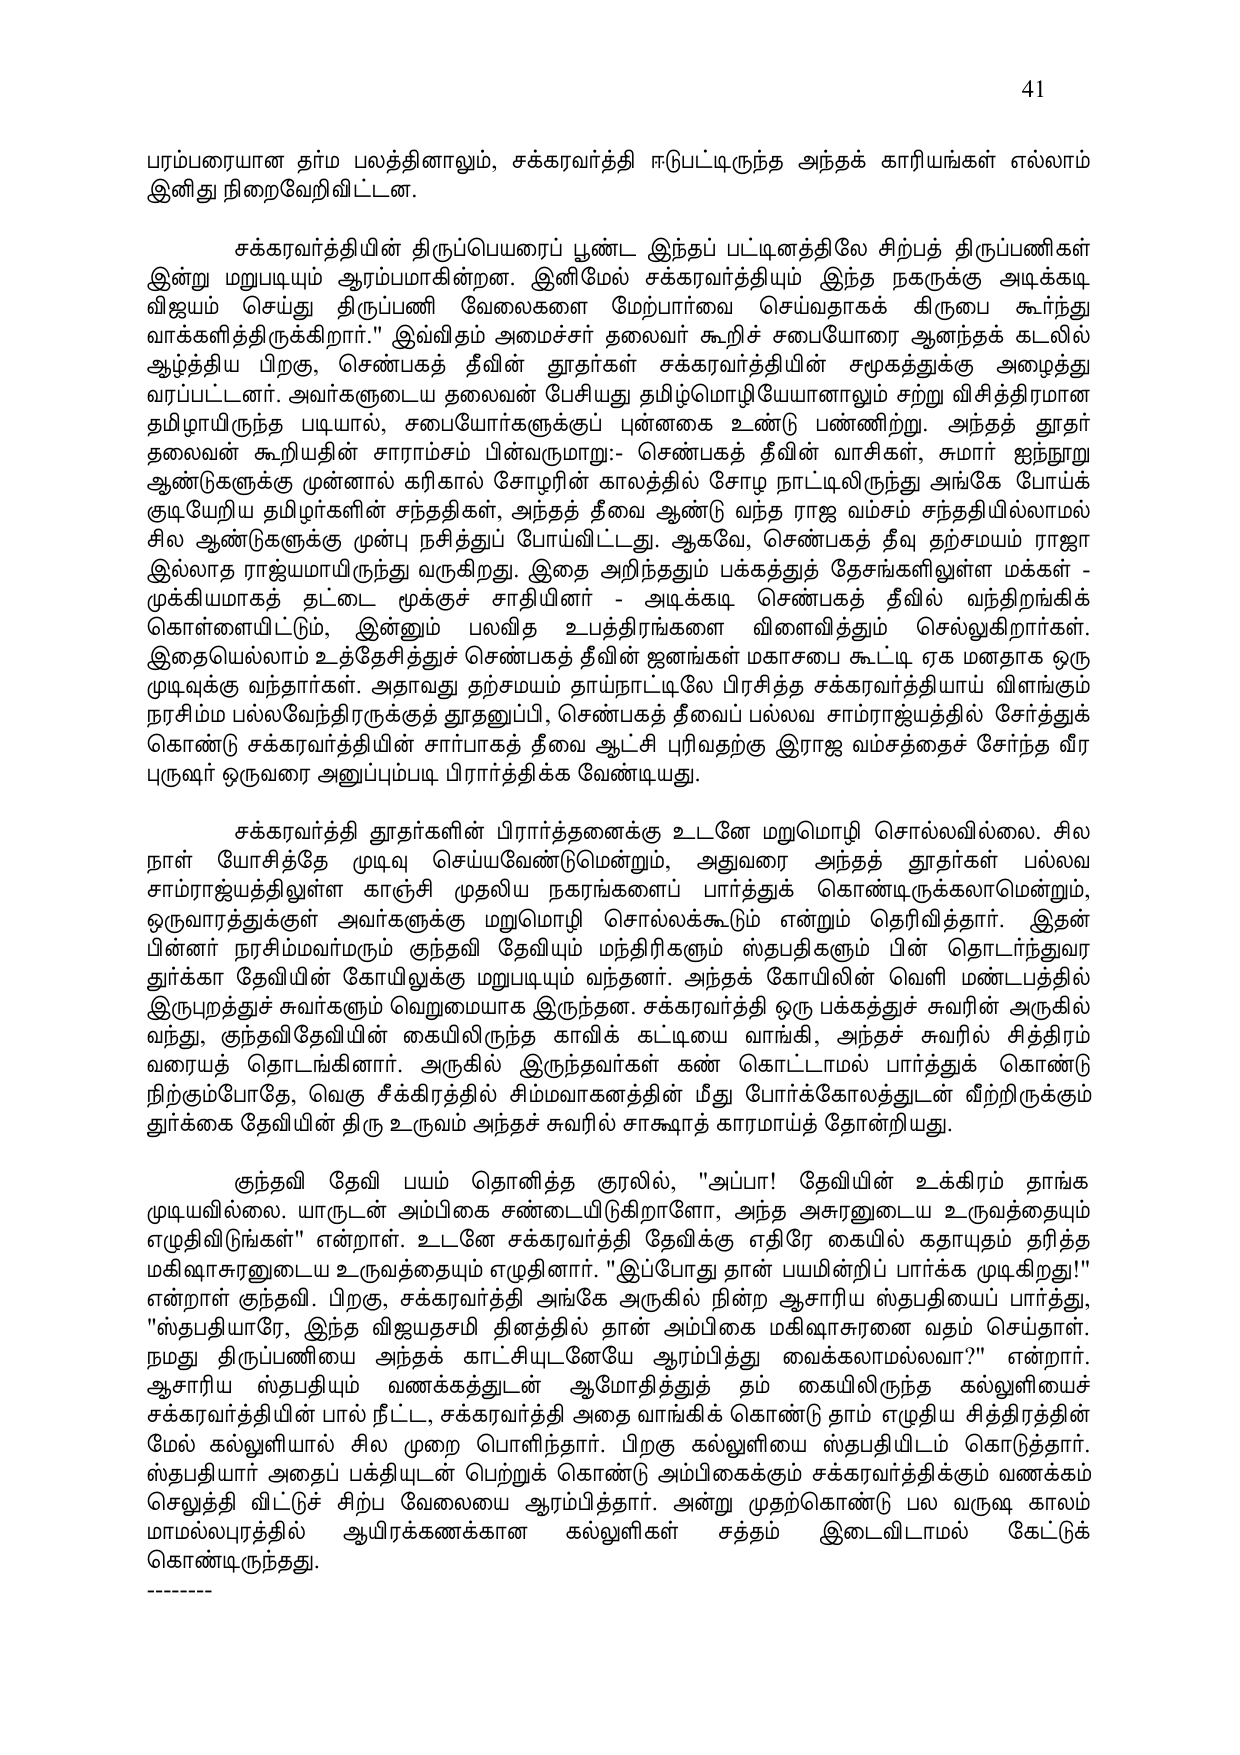 41
பரம்பரையான தர்ம பலத்தினாலும், சக்கரவர்த்தி ஈடுபட்டிருந்த அந்தக் காரியங்கள் எல்லாம்
இனிது நிறைவேறிவிட்டன.
சக்கரவர்த்தியின் திருப்பெயரைப் பூண்ட இந்தப் பட்டினத்திலே சிற்பத் திருப்பணிகள்
இன்று மறுபடியும் ஆரம்பமாகின்றன. இனிமேல் சக்கரவர்த்தியும் இந்த நகருக்கு அடிக்கடி
விஜயம் செய்து திருப்பணி வேலைகளை மேற்பார்வை செய்வதாகக் கிருபை கூர்ந்து
வாக்களித்திருக்கிறார்." இவ்விதம் அமைச்சர் தலைவர் கூறிச் சபையோரை ஆனந்தக் கடலில்
ஆழ்த்திய பிறகு, செண்பகத் தீவின் தூதர்கள் சக்கரவர்த்தியின் சமூகத்துக்கு அழைத்து
வரப்பட்டனர். அவர்களுடைய தலைவன் பேசியது தமிழ்மொழியேயானாலும் சற்று விசித்திரமான
தமிழாயிருந்த படியால், சபையோர்களுக்குப் புன்னகை உண்டு பண்ணிற்று. அந்தத் தூதர்
தலைவன் கூறியதின் சாராம்சம் பின்வருமாறு:- செண்பகத் தீவின் வாசிகள், சுமார் ஐந்நூறு
ஆண்டுகளுக்கு முன்னால் கரிகால் சோழரின் காலத்தில் சோழ நாட்டிலிருந்து அங்கே போய்க்
குடியேறிய தமிழர்களின் சந்ததிகள், அந்தத் தீவை ஆண்டு வந்த ராஜ வம்சம் சந்ததியில்லாமல்
சில ஆண்டுகளுக்கு முன்பு நசித்துப் போய்விட்டது. ஆகவே, செண்பகத் தீவு தற்சமயம் ராஜா
இல்லாத ராஜ்யமாயிருந்து வருகிறது. இதை அறிந்ததும் பக்கத்துத் தேசங்களிலுள்ள மக்கள் -
முக்கியமாகத் தட்டை மூக்குச் சாதியினர் - அடிக்கடி செண்பகத் தீவில் வந்திறங்கிக்
கொள்ளையிட்டும், இன்னும் பலவித உபத்திரங்களை விளைவித்தும் செல்லுகிறார்கள்.
இதையெல்லாம் உத்தேசித்துச் செண்பகத் தீவின் ஜனங்கள் மகாசபை கூட்டி ஏக மனதாக ஒரு
முடிவுக்கு வந்தார்கள். அதாவது தற்சமயம் தாய்நாட்டிலே பிரசித்த சக்கரவர்த்தியாய் விளங்கும்
நரசிம்ம பல்லவேந்திரருக்குத் தூதனுப்பி, செண்பகத் தீவைப் பல்லவ சாம்ராஜ்யத்தில் சேர்த்துக்
கொண்டு சக்கரவர்த்தியின் சார்பாகத் தீவை ஆட்சி புரிவதற்கு இராஜ வம்சத்தைச் சேர்ந்த வீர
புருஷர் ஒருவரை அனுப்பும்படி பிரார்த்திக்க வேண்டியது.
சக்கரவர்த்தி தூதர்களின் பிரார்த்தனைக்கு உடனே மறுமொழி சொல்லவில்லை. சில
நாள் யோசித்தே முடிவு செய்யவேண்டுமென்றும், அதுவரை அந்தத் தூதர்கள் பல்லவ
சாம்ராஜ்யத்திலுள்ள காஞ்சி முதலிய நகரங்களைப் பார்த்துக் கொண்டிருக்கலாமென்றும்,
ஒருவாரத்துக்குள் அவர்களுக்கு மறுமொழி சொல்லக்கூடும் என்றும் தெரிவித்தார். இதன்
பின்னர் நரசிம்மவர்மரும் குந்தவி தேவியும் மந்திரிகளும் ஸ்தபதிகளும் பின் தொடர்ந்துவர
துர்க்கா தேவியின் கோயிலுக்கு மறுபடியும் வந்தனர். அந்தக் கோயிலின் வெளி மண்டபத்தில்
இருபுறத்துச் சுவர்களும் வெறுமையாக இருந்தன. சக்கரவர்த்தி ஒரு பக்கத்துச் சுவரின் அருகில்
வந்து, குந்தவிதேவியின் கையிலிருந்த காவிக் கட்டியை வாங்கி, அந்தச் சுவரில் சித்திரம்
வரையத் தொடங்கினார். அருகில் இருந்தவர்கள் கண் கொட்டாமல் பார்த்துக் கொண்டு
நிற்கும்போதே, வெகு சீக்கிரத்தில் சிம்மவாகனத்தின் மீது போர்க்கோலத்துடன் வீற்றிருக்கும்
துர்க்கை தேவியின் திரு உருவம் அந்தச் சுவரில் சாக்ஷாத் காரமாய்த் தோன்றியது.
குந்தவி தேவி பயம் தொனித்த குரலில், "அப்பா! தேவியின் உக்கிரம் தாங்க
முடியவில்லை. யாருடன் அம்பிகை சண்டையிடுகிறாளோ, அந்த அசுரனுடைய உருவத்தையும்
எழுதிவிடுங்கள்" என்றாள். உடனே சக்கரவர்த்தி தேவிக்கு எதிரே கையில் கதாயுதம் தரித்த
மகிஷாசுரனுடைய உருவத்தையும் எழுதினார். "இப்போது தான் பயமின்றிப் பார்க்க முடிகிறது!"
என்றாள் குந்தவி. பிறகு, சக்கரவர்த்தி அங்கே அருகில் நின்ற ஆசாரிய ஸ்தபதியைப் பார்த்து,
"ஸ்தபதியாரே, இந்த விஜயதசமி தினத்தில் தான் அம்பிகை மகிஷாசுரனை வதம் செய்தாள்.
நமது திருப்பணியை அந்தக் காட்சியுடனேயே ஆரம்பித்து வைக்கலாமல்லவா?" என்றார்.
ஆசாரிய ஸ்தபதியும் வணக்கத்துடன் ஆமோதித்துத் தம் கையிலிருந்த கல்லுளியைச்
சக்கரவர்த்தியின் பால் நீட்ட, சக்கரவர்த்தி அதை வாங்கிக் கொண்டு தாம் எழுதிய சித்திரத்தின்
மேல் கல்லுளியால் சில முறை பொளிந்தார். பிறகு கல்லுளியை ஸ்தபதியிடம் கொடுத்தார்.
ஸ்தபதியார் அதைப் பக்தியுடன் பெற்றுக் கொண்டு அம்பிகைக்கும் சக்கரவர்த்திக்கும் வணக்கம்
செலுத்தி விட்டுச் சிற்ப வேலையை ஆரம்பித்தார். அன்று முதற்கொண்டு பல வருஷ காலம்
மாமல்லபுரத்தில் ஆயிரக்கணக்கான கல்லுளிகள் சத்தம் இடைவிடாமல் கேட்டுக்
கொண்டிருந்தது.
--------